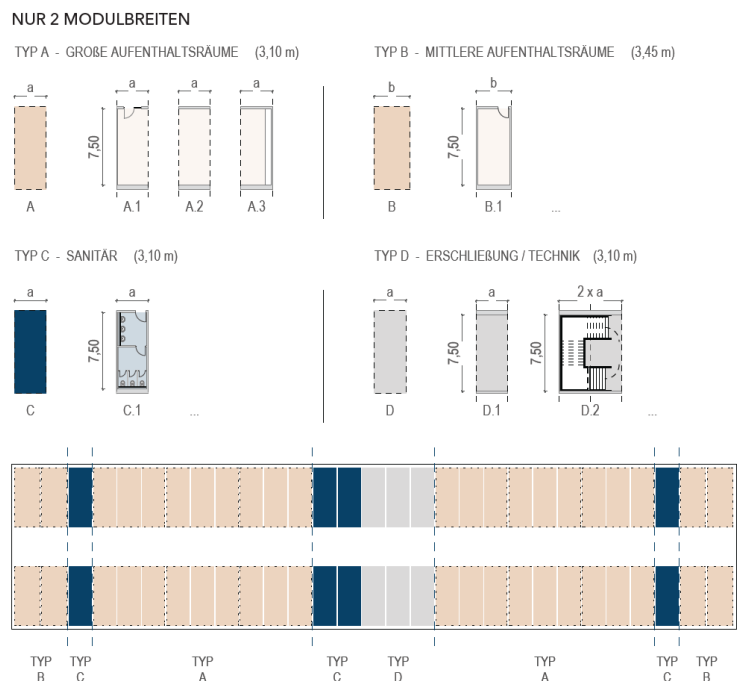 NUR 2 MODULBREITEN
TYP A - GROßE AUFENTHALTSRÄUME (3,10 m)
a
a
a
a
7,50
A
A.1
A.2
A.3
TYP B - MITTLERE AUFENTHALTSRÄUME (3,45 m)
b
b
7,50
B
B.1
...
TYP C - SANITÄR (3,10 m)
a
a
7,50
C
C.1
...
TYP D - ERSCHLIEßUNG / TECHNIK (3,10 m)
a
a
2 x a
7,50
7,50
D
D.1
D.2
...
TYP B
TYP C
TYP A
TYP C
TYP D
TYP A
TYP C
TYP B